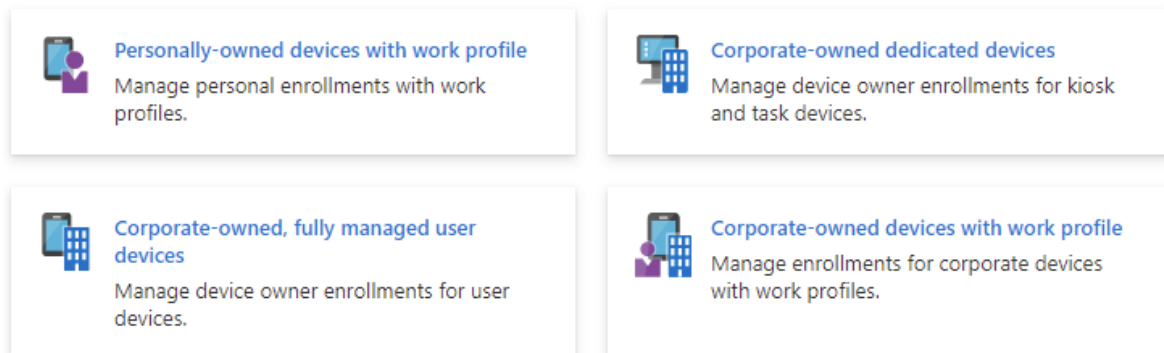 Personally-owned devices with work profile
Manage personal enrollments with work
profiles.
Corporate-owned dedicated devices
Manage device owner enrollments for kiosk
and task devices.
Corporate-owned, fully managed user
devices
Manage device owner enrollments for user
devices.
Corporate-owned devices with work profile
Manage enrollments for corporate devices
with work profiles.